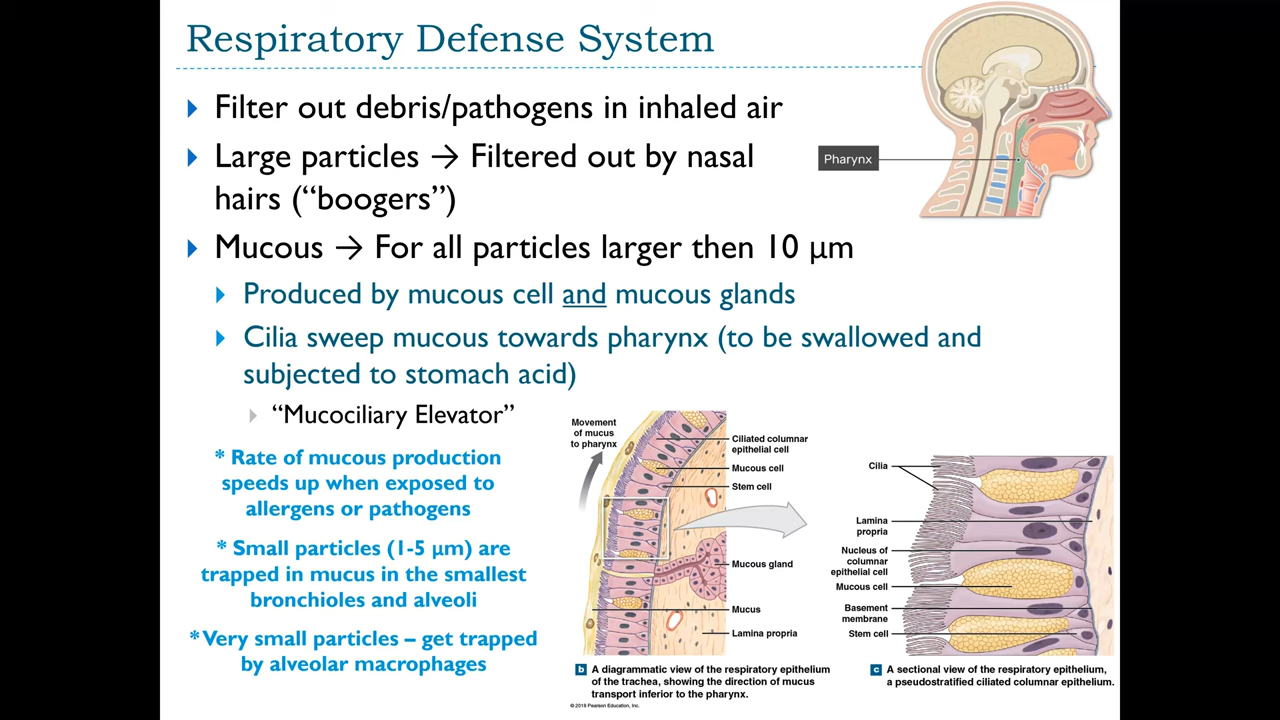 Respiratory Defense System
Filter out debris/pathogens in inhaled air
Large particles → Filtered out by nasal
hairs (“boogers”)
Pharynx
Mucous → For all particles larger then 10 µm
Produced by mucous cell and mucous glands
Cilia sweep mucous towards pharynx (to be swallowed and
subjected to stomach acid)
“Mucociliary Elevator”
* Rate of mucous production
speeds up when exposed to
allergens or pathogens
* Small particles (1-5 µm) are
trapped in mucus in the smallest
bronchioles and alveoli
* Very small particles – get trapped
by alveolar macrophages
Movement
of mucus
to pharynx
Ciliated columnar
epithelial cell
Mucous cell
Stem cell
Mucous gland
Mucus
Lamina propria
b A diagrammatic view of the respiratory epithelium
of the trachea, showing the direction of mucus
transport inferior to the pharynx.
© 2018 Pearson Education, Inc.
Cilia
Lamina
propria
Nucleus of
columnar
epithelial cell
Mucous cell
Basement
membrane
Stem cell
c A sectional view of the respiratory epithelium,
a pseudostratified ciliated columnar epithelium.